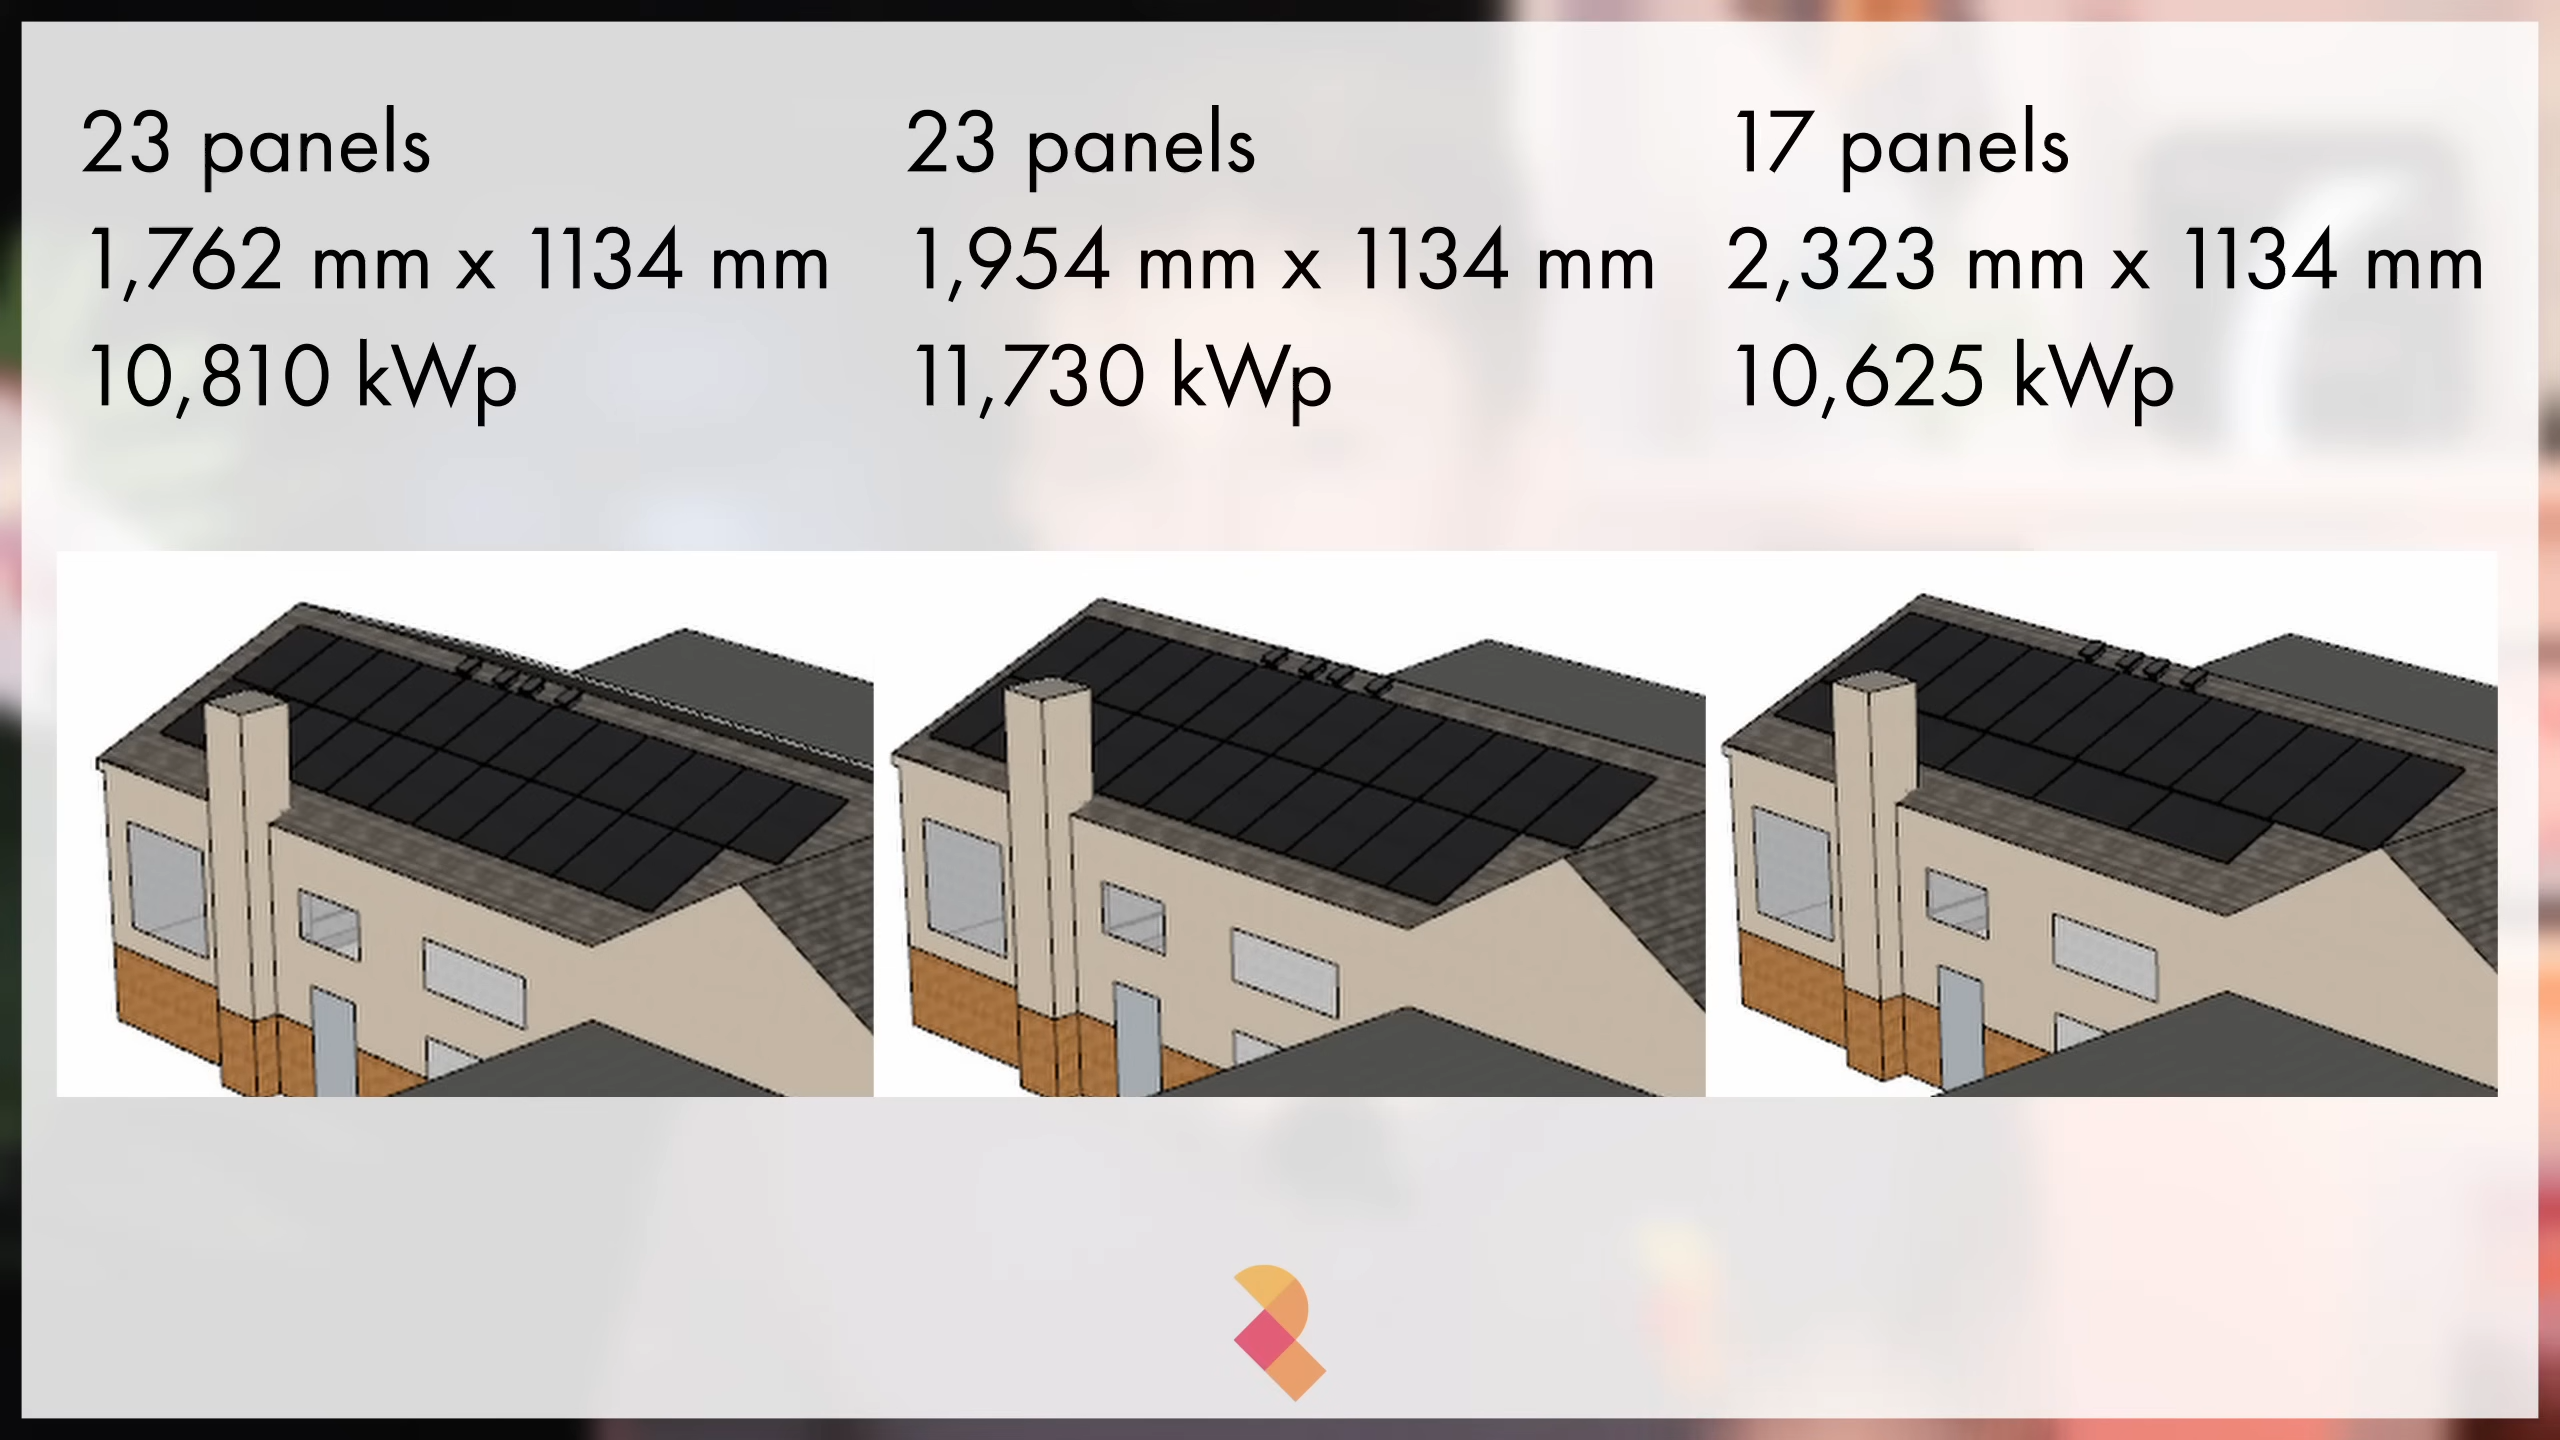 23 panels
1,762 mm x 1134 mm
10,810 kWp
23 panels
1,954 mm x 1134 mm
11,730 kWp
17 panels
2,323 mm x 1134 mm
10,625 kWp